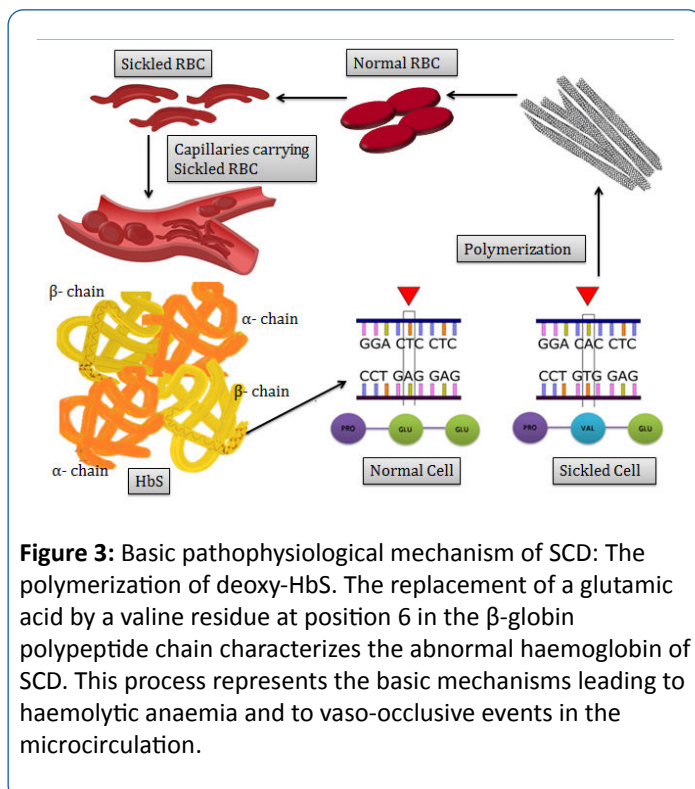 Sickled RBC
Normal RBC
Capillaries carrying
Sickled RBC
Polymerization
β- chain
α- chain
β- chain
α- chain
HbS
GGA CTC CTC
CCT GAG GAG
PRO
GLU
GLU
Normal Cell
GGA CAC CTC
CCT GTG GAG
PRO
VAL
GLU
Sickled Cell
Figure 3: Basic pathophysiological mechanism of SCD: The
polymerization of deoxy-HbS. The replacement of a glutamic
acid by a valine residue at position 6 in the β-globin
polypeptide chain characterizes the abnormal haemoglobin of
SCD. This process represents the basic mechanisms leading to
haemolytic anaemia and to vaso-occlusive events in the
microcirculation.